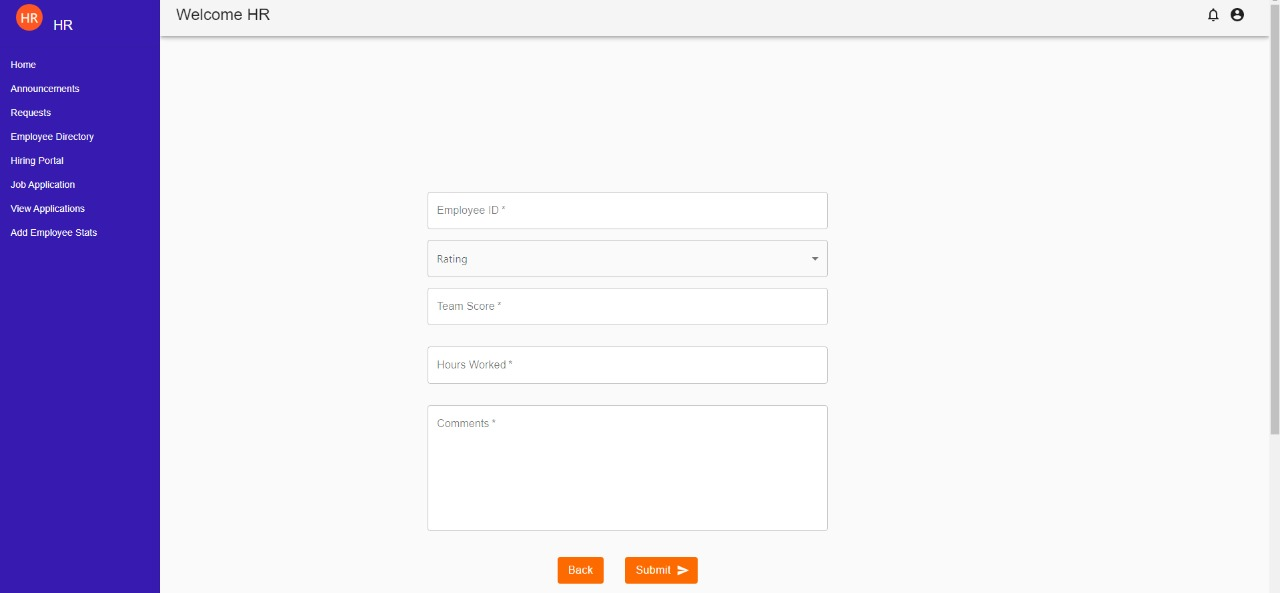 HR
HR
Welcome HR
Home
Announcements
Requests
Employee Directory
Hiring Portal
Job Application
View Applications
Add Employee Stats
Employee ID *
Rating
Team Score *
Hours Worked *
Comments *
Back
Submit